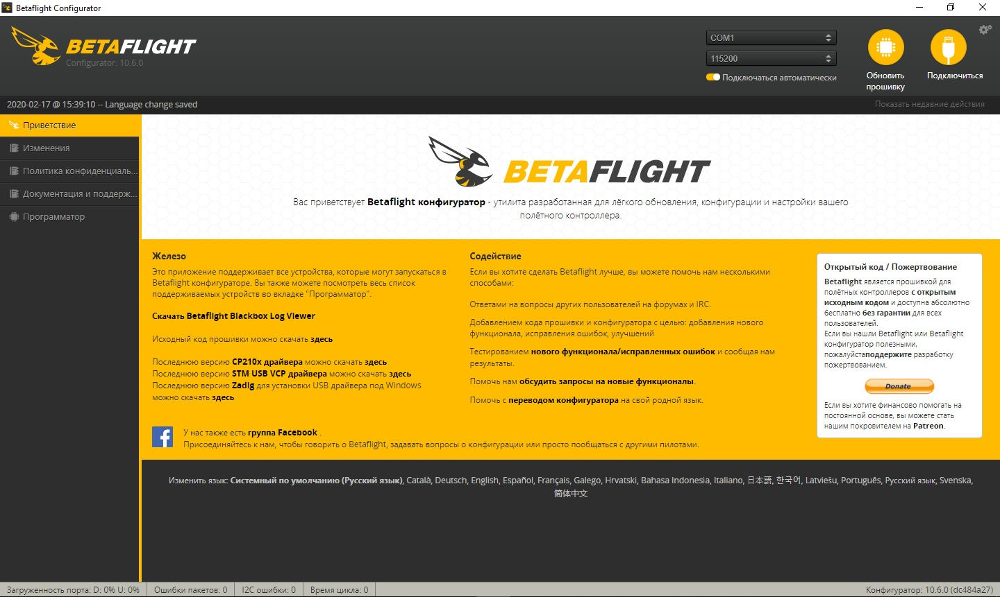 Betaflight Configurator
BETAFLIGHT
Configurator: 10.6.0
COM1
115200
Подключаться автоматически
Обновить
прошивку
Подключиться
2020-02-17 @ 15:39:10 -- Language change saved
Показать недавние действия
Приветствие
Изменения
Политика конфиденциаль...
Документация и поддерж...
Программатор
BETAFLIGHT
Вас приветствует Betaflight конфигуратор - утилита разработанная для лёгкого обновления, конфигурации и настройки вашего
полётного контроллера.
Железо
Это приложение поддерживает все устройства, которые могут запускаться в
Betaflight конфигураторе. Вы также можете посмотреть весь список
поддерживаемых устройств во вкладке "Программатор".
Скачать Betaflight Blackbox Log Viewer
Исходный код прошивки можно скачать здесь
Последнюю версию CP210x драйвера можно скачать здесь
Последнюю версию STM USB VCP драйвера можно скачать здесь
Последнюю версию Zadig для установки USB драйвера под Windows
можно скачать здесь
Содействие
Если вы хотите сделать Betaflight лучше, вы можете помочь нам несколькими
способами:
Ответами на вопросы других пользователей на форумах и IRC.
Добавлением кода прошивки и конфигуратора с целью: добавления нового
функционала, исправления ошибок, улучшений
Тестированием нового функционала/исправленных ошибок и сообщая нам
результаты.
Помочь нам обсудить запросы на новые функционалы.
Помочь с переводом конфигуратора на свой родной язык.
Открытый код / Пожертвование
Betaflight является прошивкой для
полётных контроллеров с открытым
исходным кодом и доступна абсолютно
бесплатно без гарантии для всех
пользователей.
Если вы нашли Betaflight или Betaflight
конфигуратор полезными,
пожалуйстаподдержите разработку
пожертвованием.
Donate
Если вы хотите финансово помогать на
постоянной основе, вы можете стать
нашим покровителем на Patreon.
У нас также есть группа Facebook .
Присоединяйтесь к нам, чтобы говорить о Betaflight, задавать вопросы о конфигурации или просто пообщаться с другими пилотами.
Изменить язык: Системный по умолчанию (Русский язык), Català, Deutsch, English, Español, Français, Galego, Hrvatski, Bahasa Indonesia, Italiano, 日本語, 한국어, Latviešu, Português, Русский язык, Svenska,
简体中文
Загруженность порта: D: 0% U: 0%
Ошибки пакетов: 0
I2C ошибки: 0
Время цикла: 0
Конфигуратор: 10.6.0 (dc484a27)